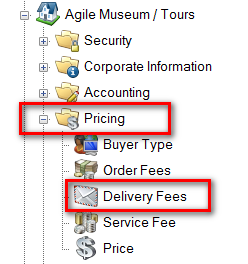 Agile Museum / Tours
Security
Corporate Information
Accounting
Pricing
Buyer Type
Order Fees
Delivery Fees
Service Fee
Price